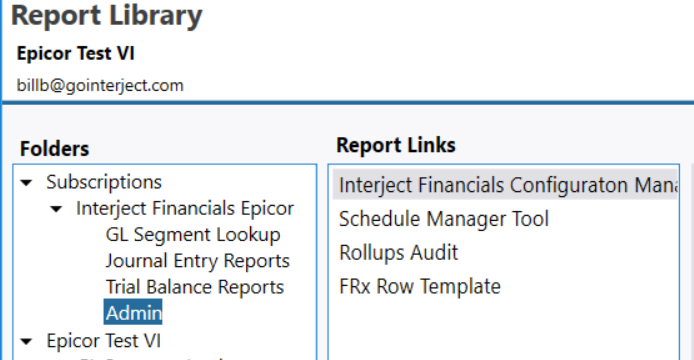 Report Library
Epicor Test VI
billb@gointerject.com
Folders
Subscriptions
Interject Financials Epicor
GL Segment Lookup
Journal Entry Reports
Trial Balance Reports
Admin
Epicor Test VI
Report Links
Interject Financials Configuraton Mana
Schedule Manager Tool
Rollups Audit
FRx Row Template